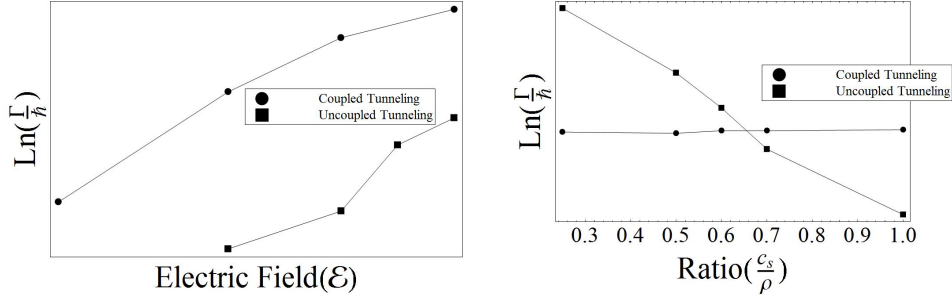 Ln(Γ/ħ)
Coupled Tunneling
Uncoupled Tunneling
Electric Field(ℰ)
Ln(Γ/ħ)
Coupled Tunneling
Uncoupled Tunneling
0.3 0.4 0.5 0.6 0.7 0.8 0.9 1.0
Ratio(c_s/ρ)